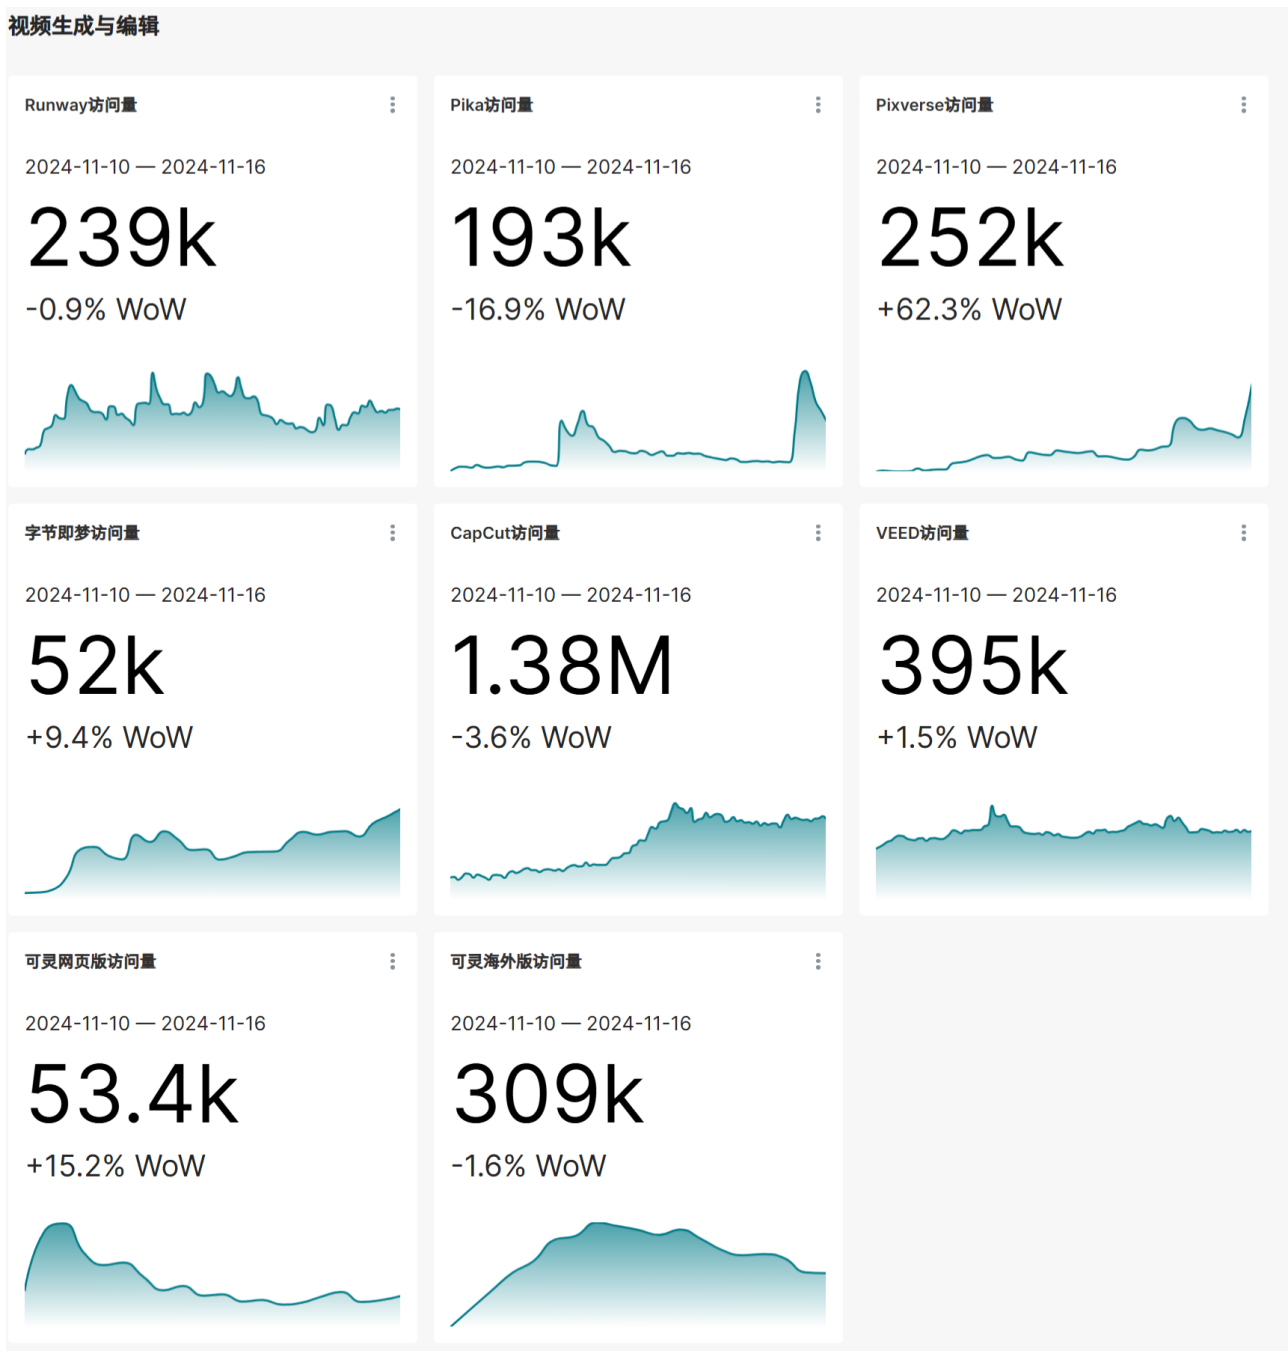 视频生成与编辑
Runway访问量
2024-11-10 — 2024-11-16
239k
-0.9% WoW
Pika访问量
2024-11-10 — 2024-11-16
193k
-16.9% WoW
Pixverse访问量
2024-11-10 — 2024-11-16
252k
+62.3% WoW
字节即梦访问量
2024-11-10 — 2024-11-16
52k
+9.4% WoW
CapCut访问量
2024-11-10 — 2024-11-16
1.38M
-3.6% WoW
VEED访问量
2024-11-10 — 2024-11-16
395k
+1.5% WoW
可灵网页版访问量
2024-11-10 — 2024-11-16
53.4k
+15.2% WoW
可灵海外版访问量
2024-11-10 — 2024-11-16
309k
-1.6% WoW